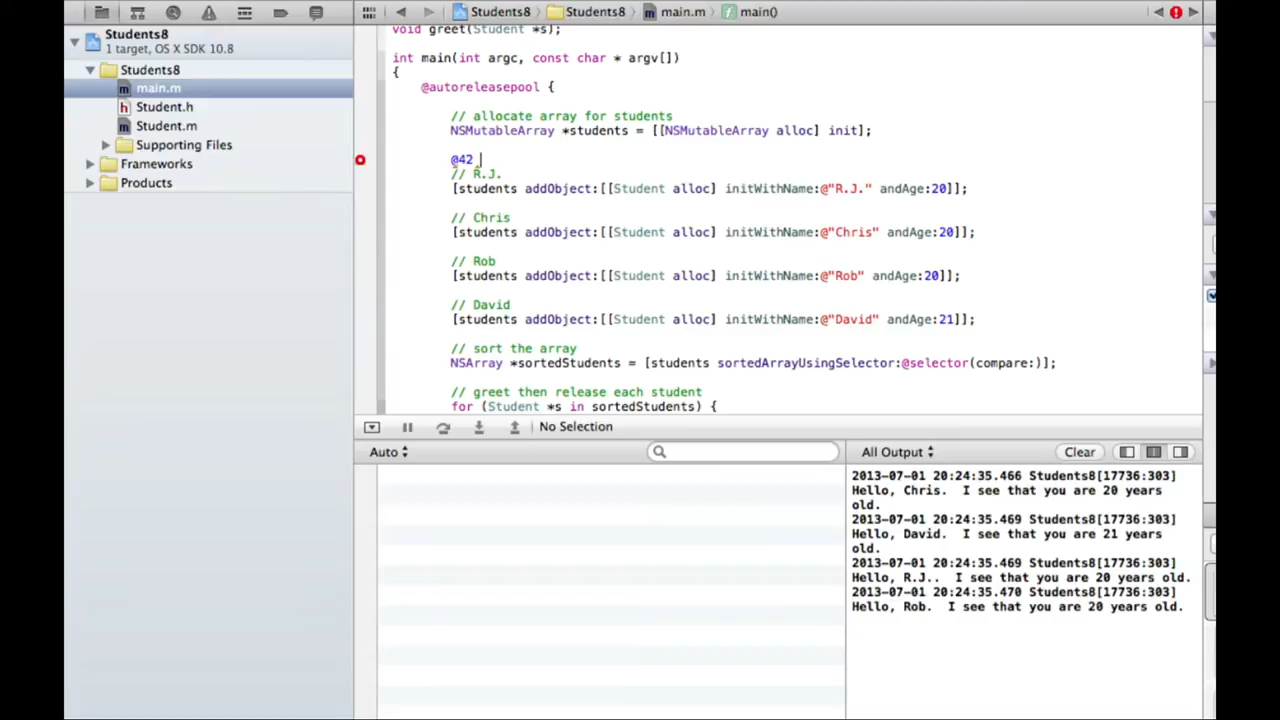 Students8 Students8 main.m main()
Students8
1 target, OS X SDK 10.8
Students8
main.m
Student.h
Student.m
Supporting Files
Frameworks
Products
void greet(Student *s);
int main(int argc, const char * argv[])
{
@autoreleasepool {
// allocate array for students
NSMutableArray *students = [[NSMutableArray alloc] init];
@42
// R.J.
[students addObject:[[Student alloc] initWithName:@"R.J." andAge:20]];
// Chris
[students addObject:[[Student alloc] initWithName:@"Chris" andAge:20]];
// Rob
[students addObject:[[Student alloc] initWithName:@"Rob" andAge:20]];
// David
[students addObject:[[Student alloc] initWithName:@"David" andAge:21]];
// sort the array
NSArray *sortedStudents = [students sortedArrayUsingSelector:@selector(compare:)];
// greet then release each student
for (Student *s in sortedStudents) {
No Selection
Auto
All Output Clear
2013-07-01 20:24:35.466 Students8[17736:303]
Hello, Chris.  I see that you are 20 years
old.
2013-07-01 20:24:35.469 Students8[17736:303]
Hello, David.  I see that you are 21 years
old.
2013-07-01 20:24:35.469 Students8[17736:303]
Hello, R.J..  I see that you are 20 years old.
2013-07-01 20:24:35.470 Students8[17736:303]
Hello, Rob.  I see that you are 20 years old.